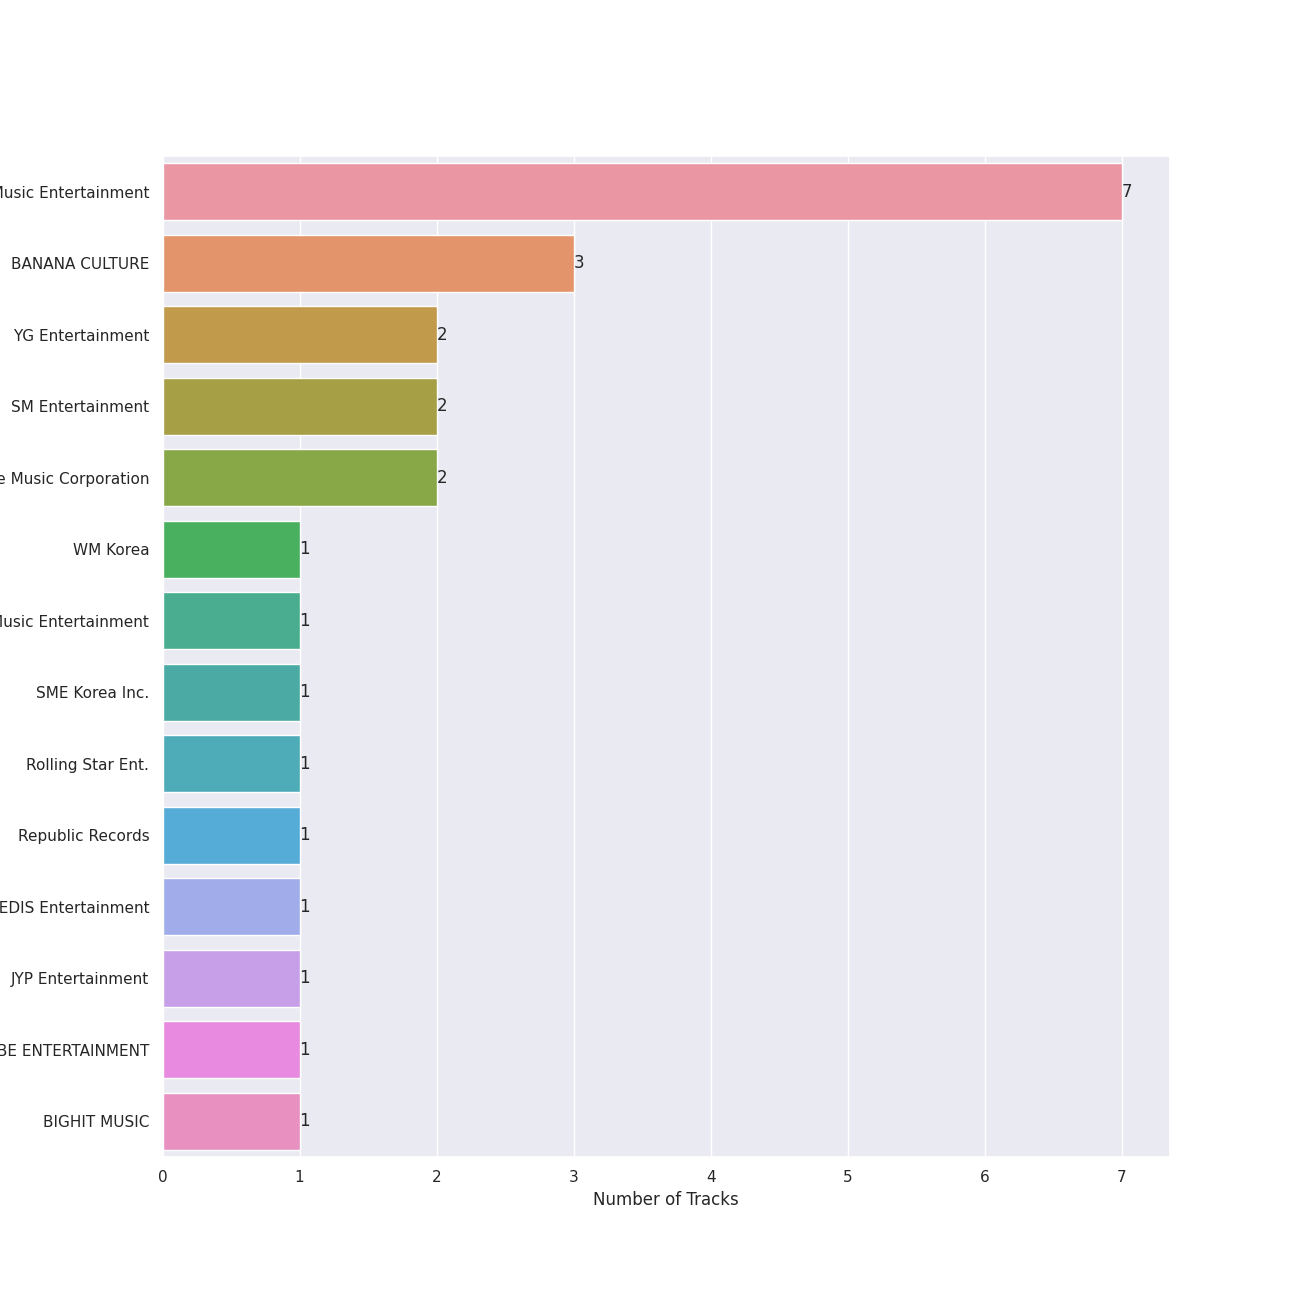 Music Entertainment 7
BANANA CULTURE 3
YG Entertainment 2
SM Entertainment 2
e Music Corporation 2
WM Korea 1
Music Entertainment 1
SME Korea Inc. 1
Rolling Star Ent. 1
Republic Records 1
EDIS Entertainment 1
JYP Entertainment 1
BE ENTERTAINMENT 1
BIGHIT MUSIC 1
0 1 2 3 4 5 6 7
Number of Tracks